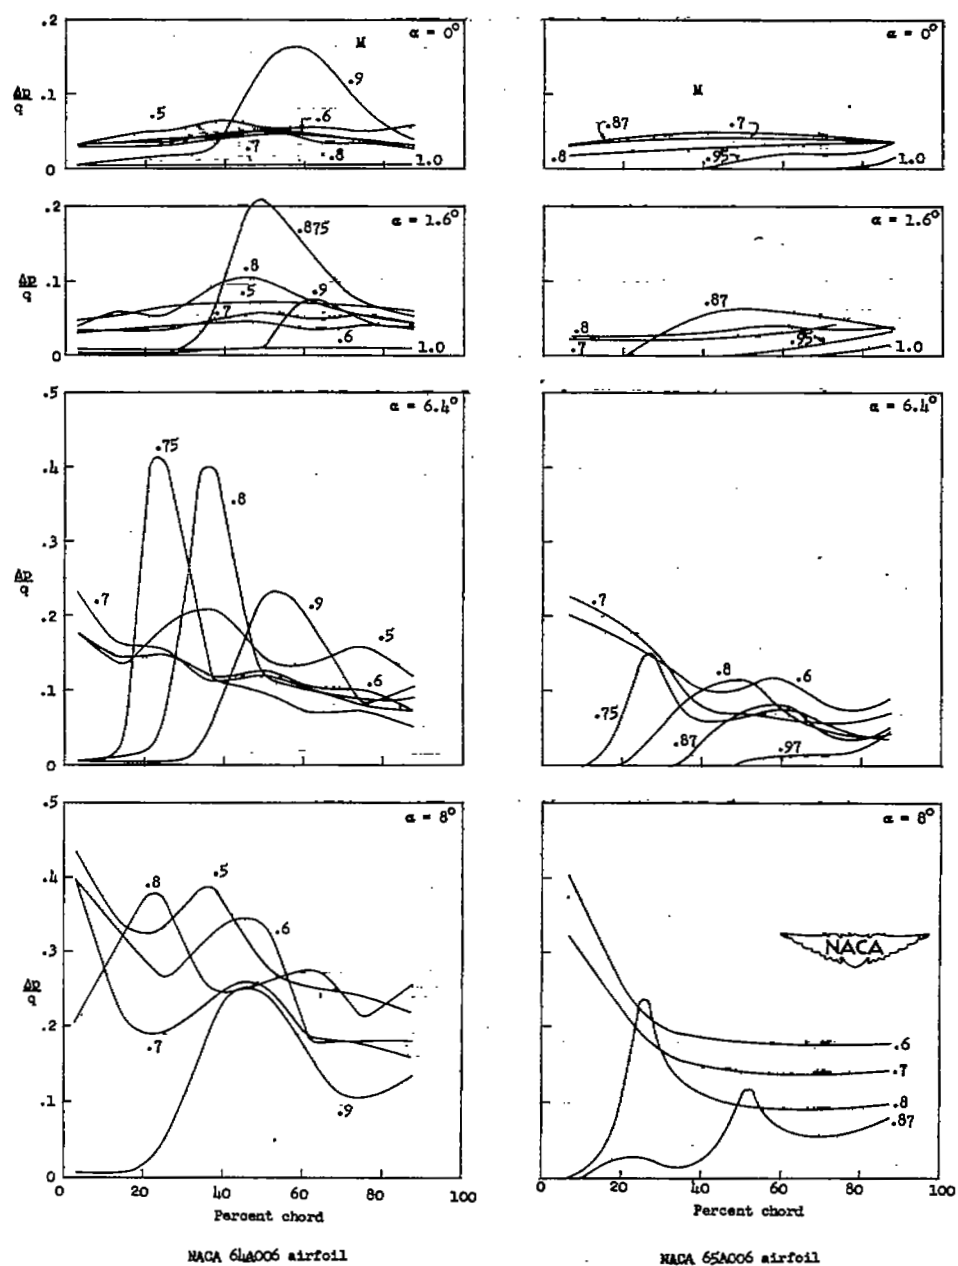 .2
α = 0°
M
.9
Δp/q
.1
.5
.6
.7
.8
1.0
0
α = 0°
M
.87
.7
.8
.95
1.0
.2
α = 1.6°
.875
.8
Δp/q
.1
.5
.9
.7
.6
1.0
0
α = 1.6°
.87
.8
.95
.7
1.0
.5
α = 6.4°
.75
.4
.8
.3
Δp/q
.7
.9
.2
.5
.6
.1
0
α = 6.4°
.7
.8
.6
.75
.87
.97
.5
α = 8°
.8
.5
.4
.6
.3
Δp/q
.2
.7
.1
.9
0
0 20 40 60 80 100
Percent chord
NACA 64A006 airfoil
α = 8°
NACA
.6
.7
.8
.87
0 20 40 60 80 100
Percent chord
NACA 65A006 airfoil